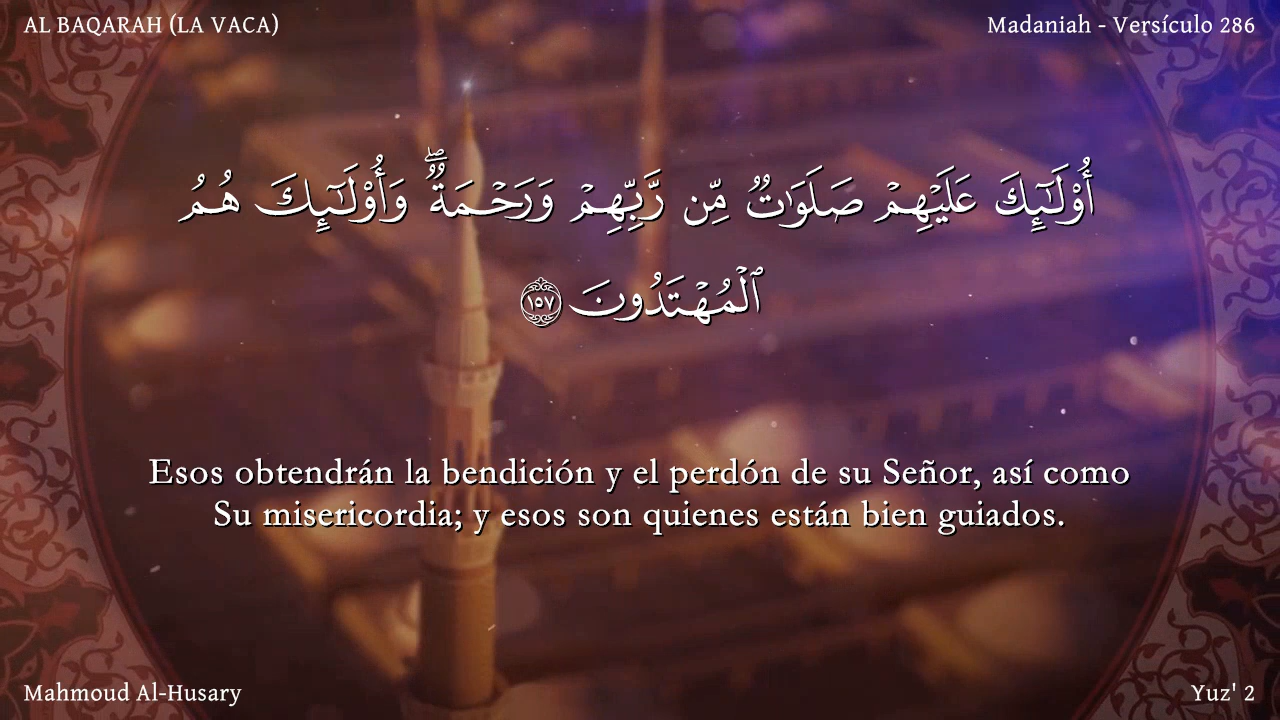 AL BAQARAH (LA VACA)
Madaniah - Versículo 286
أُو۟لَـٰٓئِكَ عَلَيْهِمْ صَلَوَٰتٌ مِّن رَّبِّهِمْ وَرَحْمَةٌ ۖ وَأُو۟لَـٰٓئِكَ هُمُ
ٱلْمُهْتَدُونَ ١٥٧
Esos obtendrán la bendición y el perdón de su Señor, así como
Su misericordia; y esos son quienes están bien guiados.
Mahmoud Al-Husary
Yuz' 2